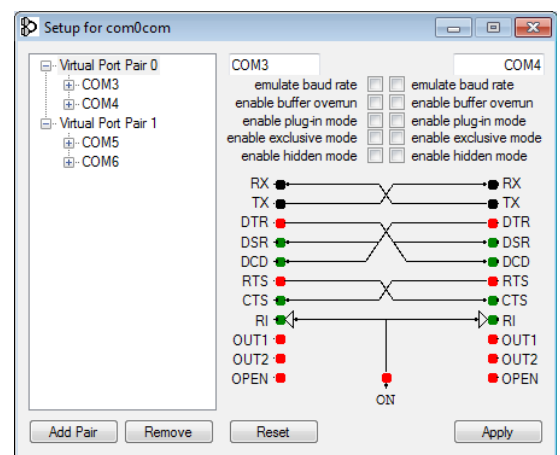 Setup for com0com
Virtual Port Pair 0
COM3
COM4
Virtual Port Pair 1
COM5
COM6
COM3 COM4
emulate baud rate emulate baud rate
enable buffer overrun enable buffer overrun
enable plug-in mode enable plug-in mode
enable exclusive mode enable exclusive mode
enable hidden mode enable hidden mode
RX RX
TX TX
DTR DTR
DSR DSR
DCD DCD
RTS RTS
CTS CTS
RI RI
OUT1 OUT1
OUT2 OUT2
OPEN OPEN
ON
Add Pair Remove Reset Apply